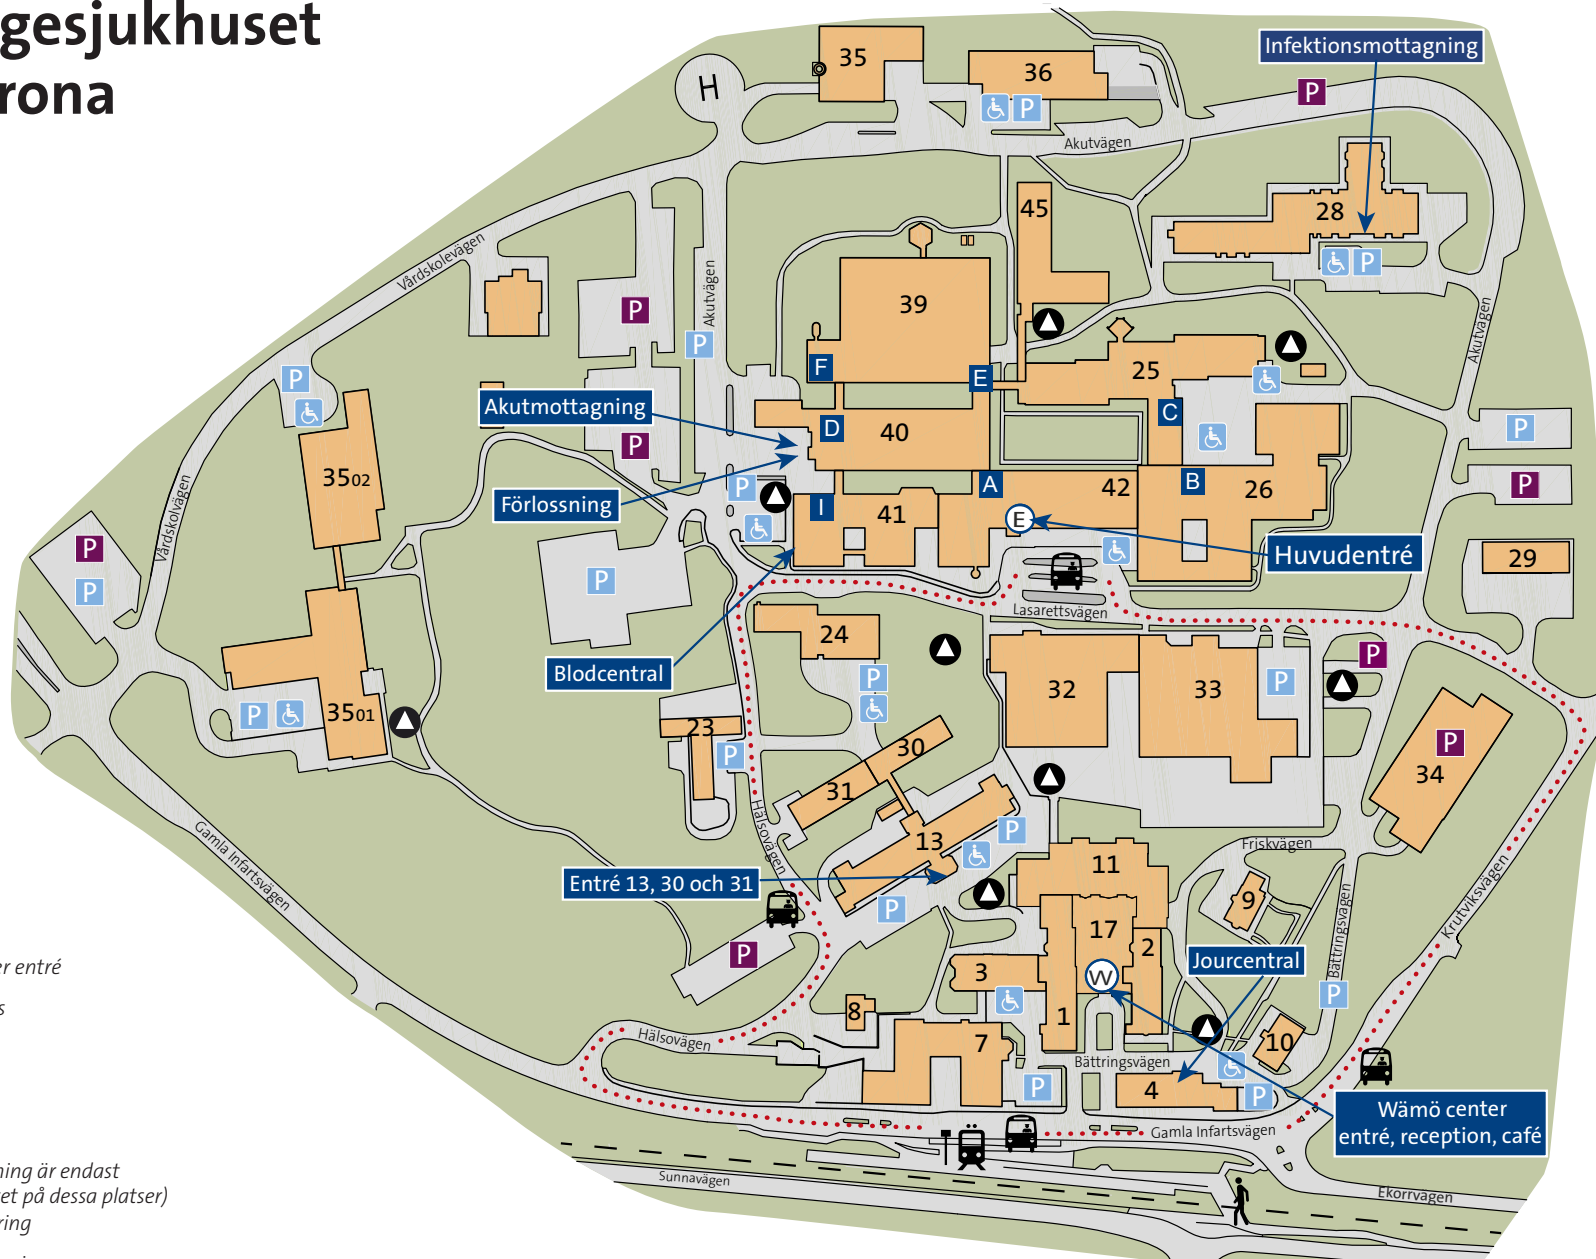 gesjukhuset
rona
Infektionsmottagning
H
35
36
P
P
Akutvägen
45
28
P
Vårdskolevägen
39
P
Akutvägen
P
Akutvägen
F
E
25
P
Akutmottagning
C
D
40
P
P
3502
Förlossning
P
I
41
A
42
B
26
P
E
Huvudentré
29
P
P
P
Vårdskolvägen
Lasarettsvägen
24
Blodcentral
P
32
33
P
P
P
3501
23
P
30
31
P
34
Hälsovägen
13
P
Friskvägen
Gamla Infartsvägen
11
Entré 13, 30 och 31
P
9
Bättringsvägen
Krutviksvägen
17
2
P
3
Jourcentral
W
P
er entré
s
8
1
Hälsovägen
7
10
Bättringsvägen
P
4
P
Wämö center
entré, reception, café
Gamla Infartsvägen
Sunnavägen
Ekorrvägen
ning är endast
et på dessa platser)
ring